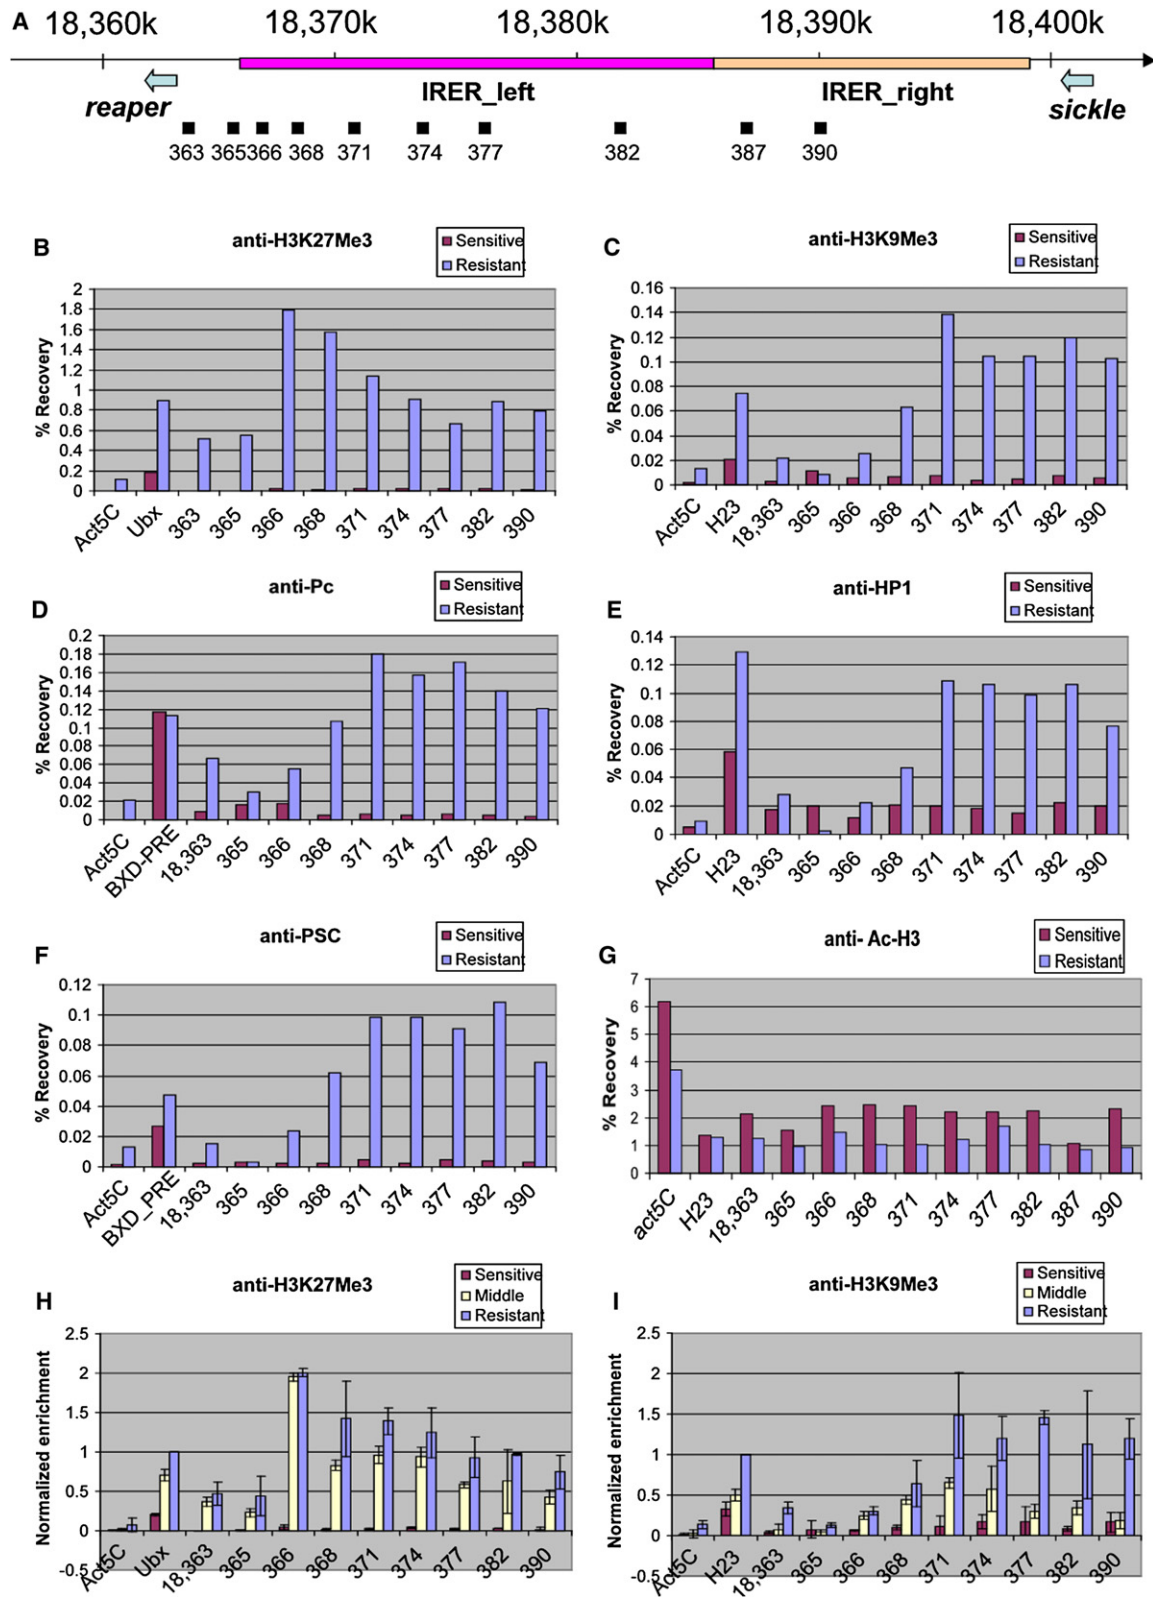 A
18,360k 18,370k 18,380k 18,390k 18,400k
reaper IRER_left IRER_right sickle
363 365 366 368 371 374 377 382 387 390
B
anti-H3K27Me3
Sensitive
Resistant
% Recovery
2
1.8
1.6
1.4
1.2
1
0.8
0.6
0.4
0.2
0
Act5C Ubx 363 365 366 368 371 374 377 382 390
C
anti-H3K9Me3
Sensitive
Resistant
% Recovery
0.16
0.14
0.12
0.1
0.08
0.06
0.04
0.02
0
Act5C H23 18,363 365 366 368 371 374 377 382 390
D
anti-Pc
Sensitive
Resistant
% Recovery
0.2
0.18
0.16
0.14
0.12
0.1
0.08
0.06
0.04
0.02
0
Act5C BXD-PRE 18,363 365 366 368 371 374 377 382 390
E
anti-HP1
Sensitive
Resistant
% Recovery
0.14
0.12
0.1
0.08
0.06
0.04
0.02
0
Act5C H23 18,363 365 366 368 371 374 377 382 390
F
anti-PSC
Sensitive
Resistant
% Recovery
0.12
0.1
0.08
0.06
0.04
0.02
0
Act5C BXD_PRE 18,363 365 366 368 371 374 377 382 390
G
anti- Ac-H3
Sensitive
Resistant
% Recovery
7
6
5
4
3
2
1
0
act5C H23 18,363 365 366 368 371 374 377 382 387 390
H
anti-H3K27Me3
Sensitive
Middle
Resistant
Normalized enrichment
2.5
2
1.5
1
0.5
0
-0.5
Act5C Ubx 18,363 365 366 368 371 374 377 382 390
I
anti-H3K9Me3
Sensitive
Middle
Resistant
Normalized enrichment
2.5
2
1.5
1
0.5
0
-0.5
Act5C H23 18,363 365 366 368 371 374 377 382 390